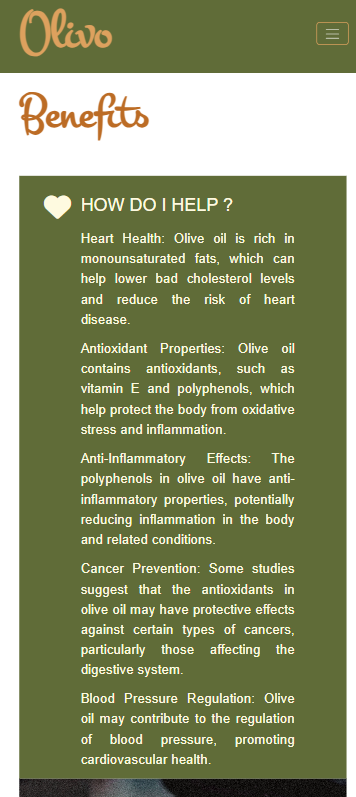 Olivo
Benefits
HOW DO I HELP ?
Heart Health: Olive oil is rich in
monounsaturated fats, which can
help lower bad cholesterol levels
and reduce the risk of heart
disease.
Antioxidant Properties: Olive oil
contains antioxidants, such as
vitamin E and polyphenols, which
help protect the body from oxidative
stress and inflammation.
Anti-Inflammatory Effects: The
polyphenols in olive oil have anti-
inflammatory properties, potentially
reducing inflammation in the body
and related conditions.
Cancer Prevention: Some studies
suggest that the antioxidants in
olive oil may have protective effects
against certain types of cancers,
particularly those affecting the
digestive system.
Blood Pressure Regulation: Olive
oil may contribute to the regulation
of blood pressure, promoting
cardiovascular health.